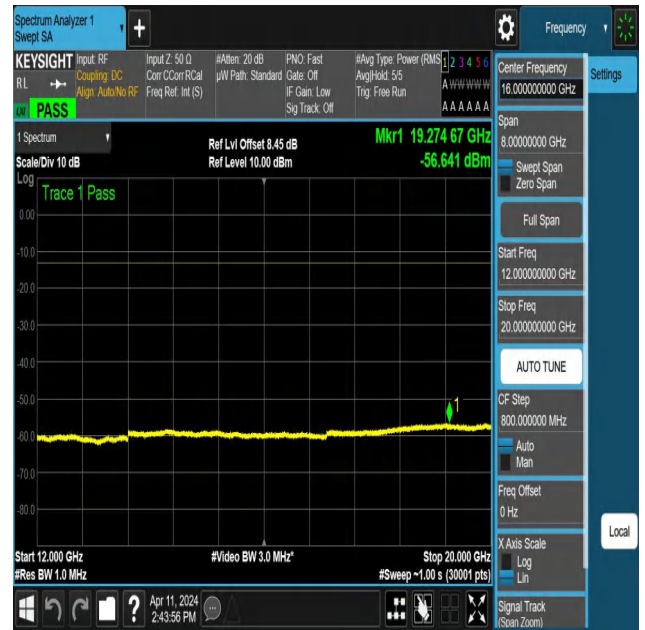 Spectrum Analyzer 1
Swept SA
Frequency
KEYSIGHT
RL
PASS
Input: RF
Coupling: DC
Align: Auto/No RF
Input Z: 50 Ω
Corr CCorr RCal
Freq Ref: Int (S)
#Atten: 20 dB
µW Path: Standard
PNO: Fast
Gate: Off
IF Gain: Low
Sig Track: Off
#Avg Type: Power (RMS
Avg|Hold: 5/5
Trig: Free Run
1 2 3 4 5 6
A W W W W W
A A A A A A
Settings
1 Spectrum
Scale/Div 10 dB
Ref Lvl Offset 8.45 dB
Ref Level 10.00 dBm
Mkr1 19.274 67 GHz
-56.641 dBm
Log
Trace 1 Pass
0.00
-10.0
-20.0
-30.0
-40.0
-50.0
-60.0
-70.0
-80.0
1
Start 12.000 GHz
#Res BW 1.0 MHz
#Video BW 3.0 MHz*
Stop 20.000 GHz
#Sweep ~1.00 s (30001 pts)
Center Frequency
16.00000000 GHz
Span
8.00000000 GHz
Swept Span
Zero Span
Full Span
Start Freq
12.000000000 GHz
Stop Freq
20.000000000 GHz
AUTO TUNE
CF Step
800.000000 MHz
Auto
Man
Freq Offset
0 Hz
X Axis Scale
Log
Lin
Signal Track
(Span Zoom)
Local
Apr 11, 2024
2:43:56 PM